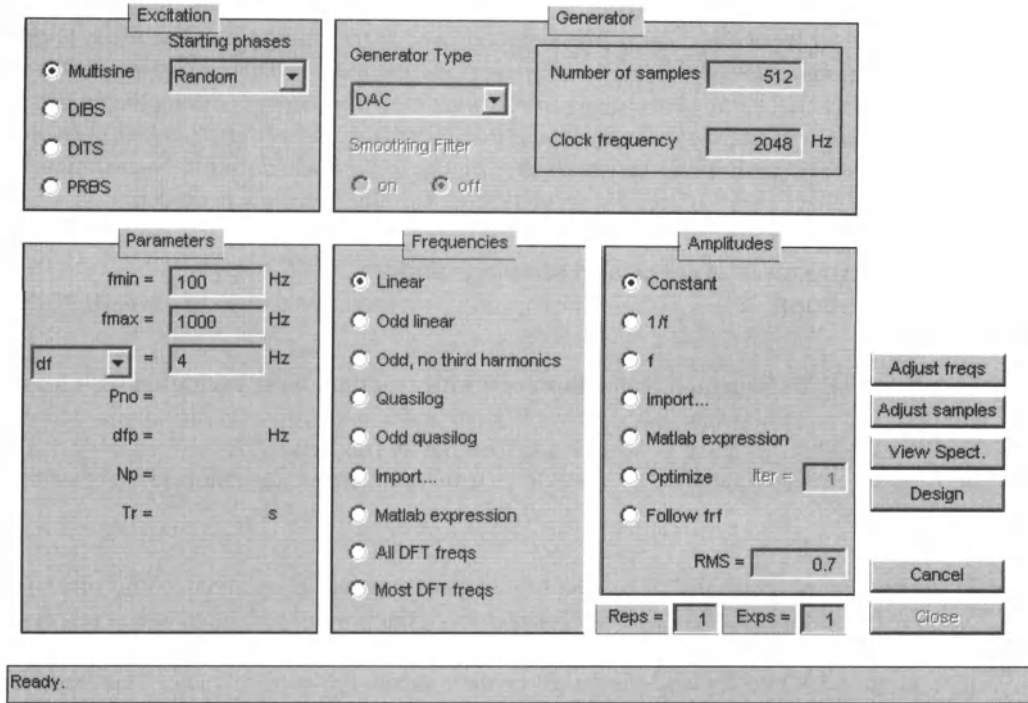 Excitation
Starting phases
Multisine
Random
DIBS
DITS
PRBS
Generator
Generator Type
DAC
Smoothing Filter
on off
Number of samples 512
Clock frequency 2048 Hz
Parameters
fmin = 100 Hz
fmax = 1000 Hz
df = 4 Hz
Pno =
dfp = Hz
Np =
Tr = s
Frequencies
Linear
Odd linear
Odd, no third harmonics
Quasilog
Odd quasilog
Import...
Matlab expression
All DFT freqs
Most DFT freqs
Amplitudes
Constant
1/f
f
Import...
Matlab expression
Optimize Iter = 1
Follow frf
RMS = 0.7
Reps = 1 Exps = 1
Adjust freqs
Adjust samples
View Spect.
Design
Cancel
Close
Ready.